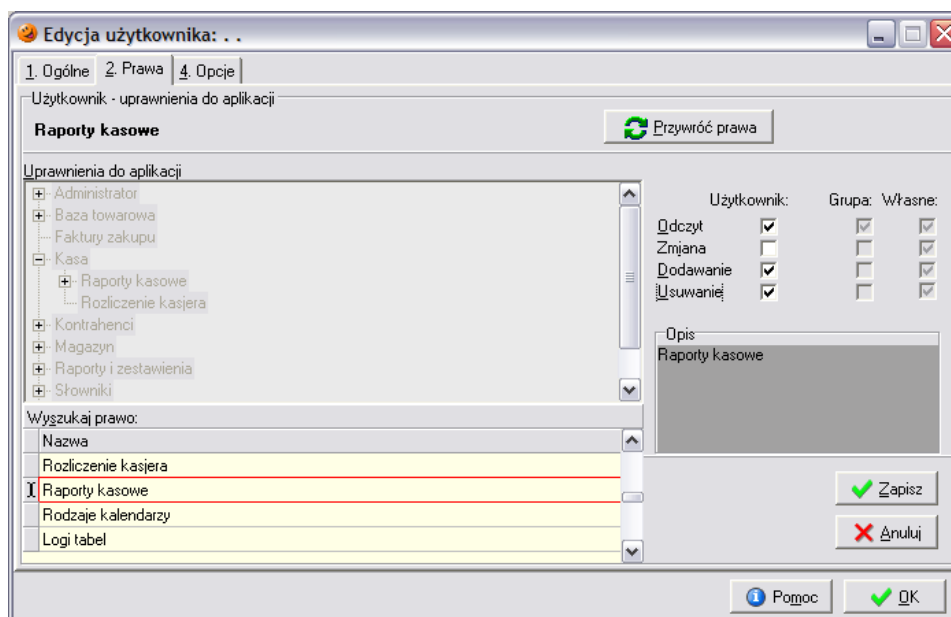 Edycja użytkownika: . .
1. Ogólne 2. Prawa 4. Opcje
Użytkownik - uprawnienia do aplikacji
Raporty kasowe
Przywróć prawa
Uprawnienia do aplikacji
Administrator
Baza towarowa
Faktury zakupu
Kasa
Raporty kasowe
Rozliczenie kasjera
Kontrahenci
Magazyn
Raporty i zestawienia
Słowniki
Użytkownik: Grupa: Własne:
Odczyt
Zmiana
Dodawanie
Usuwanie
Opis
Raporty kasowe
Wyszukaj prawo:
Nazwa
Rozliczenie kasjera
Raporty kasowe
Rodzaje kalendarzy
Logi tabel
Zapisz
Anuluj
Pomoc OK